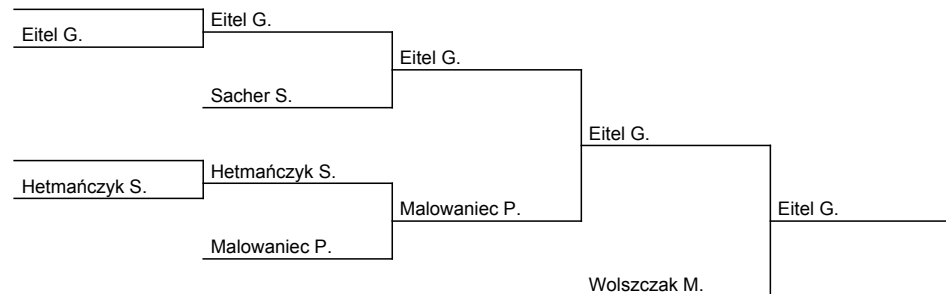 Eitel G.
Eitel G.
Eitel G.
Sacher S.
Eitel G.
Hetmańczyk S.
Hetmańczyk S.
Malowaniec P.
Eitel G.
Malowaniec P.
Wolszczak M.